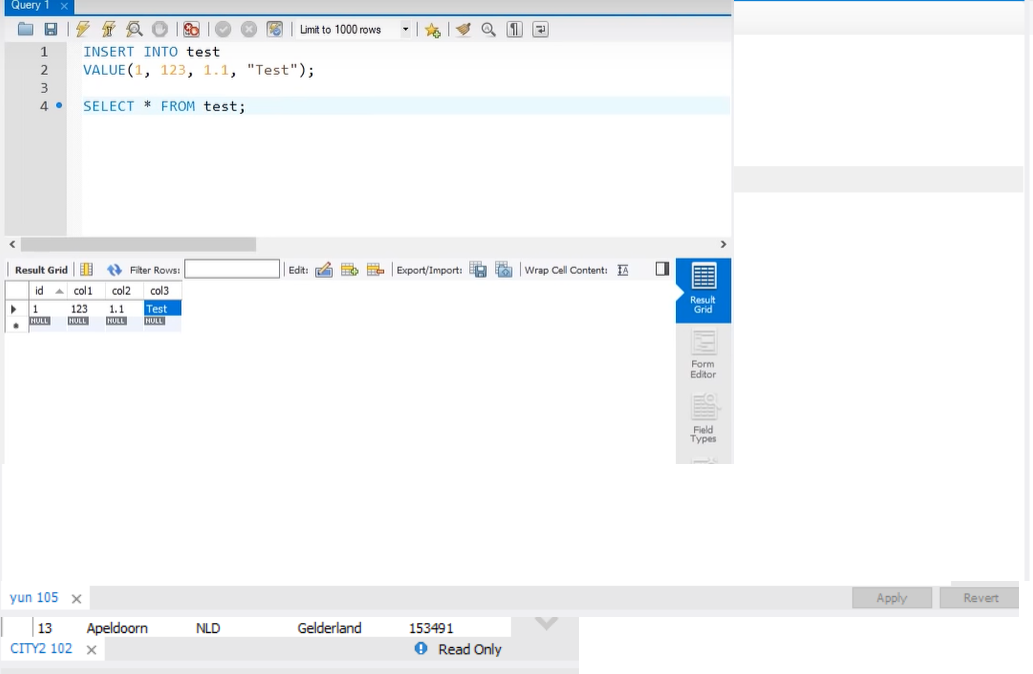 Query 1
Limit to 1000 rows
1 INSERT INTO test
2 VALUE(1, 123, 1.1, "Test");
3
4 SELECT * FROM test;
Result Grid Filter Rows: Edit: Export/Import: Wrap Cell Content: IA
id col1 col2 col3
1 123 1.1 Test
NULL NULL NULL NULL
Result
Grid
Form
Editor
Field
Types
yun 105 Apply Revert
13 Apeldoorn NLD Gelderland 153491
CITY2 102 Read Only